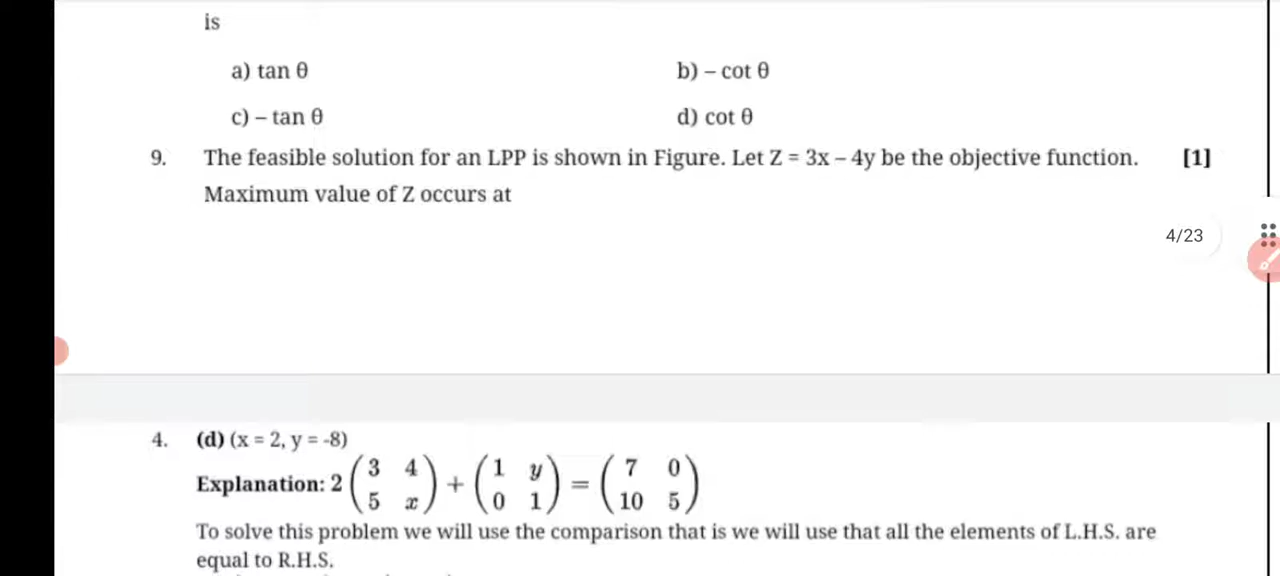 is
a) tan θ
b) – cot θ
c) – tan θ
d) cot θ
9. The feasible solution for an LPP is shown in Figure. Let Z = 3x – 4y be the objective function. [1]
Maximum value of Z occurs at
4/23
4. (d) (x = 2, y = -8)
Explanation: 2 ( 3 4 ; 5 x ) + ( 1 y ; 0 1 ) = ( 7 0 ; 10 5 )
To solve this problem we will use the comparison that is we will use that all the elements of L.H.S. are
equal to R.H.S.